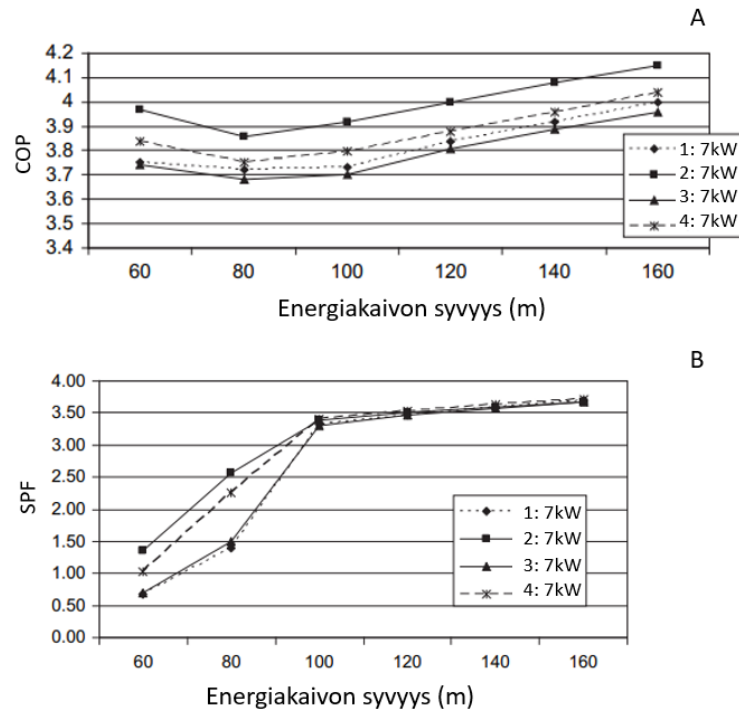 A
4.2
4.1
4
3.9
3.8
3.7
3.6
3.5
3.4
COP
60 80 100 120 140 160
Energiakaivon syvyys (m)
1: 7kW
2: 7kW
3: 7kW
4: 7kW
B
4.00
3.50
3.00
2.50
2.00
1.50
1.00
0.50
0.00
SPF
60 80 100 120 140 160
Energiakaivon syvyys (m)
1: 7kW
2: 7kW
3: 7kW
4: 7kW